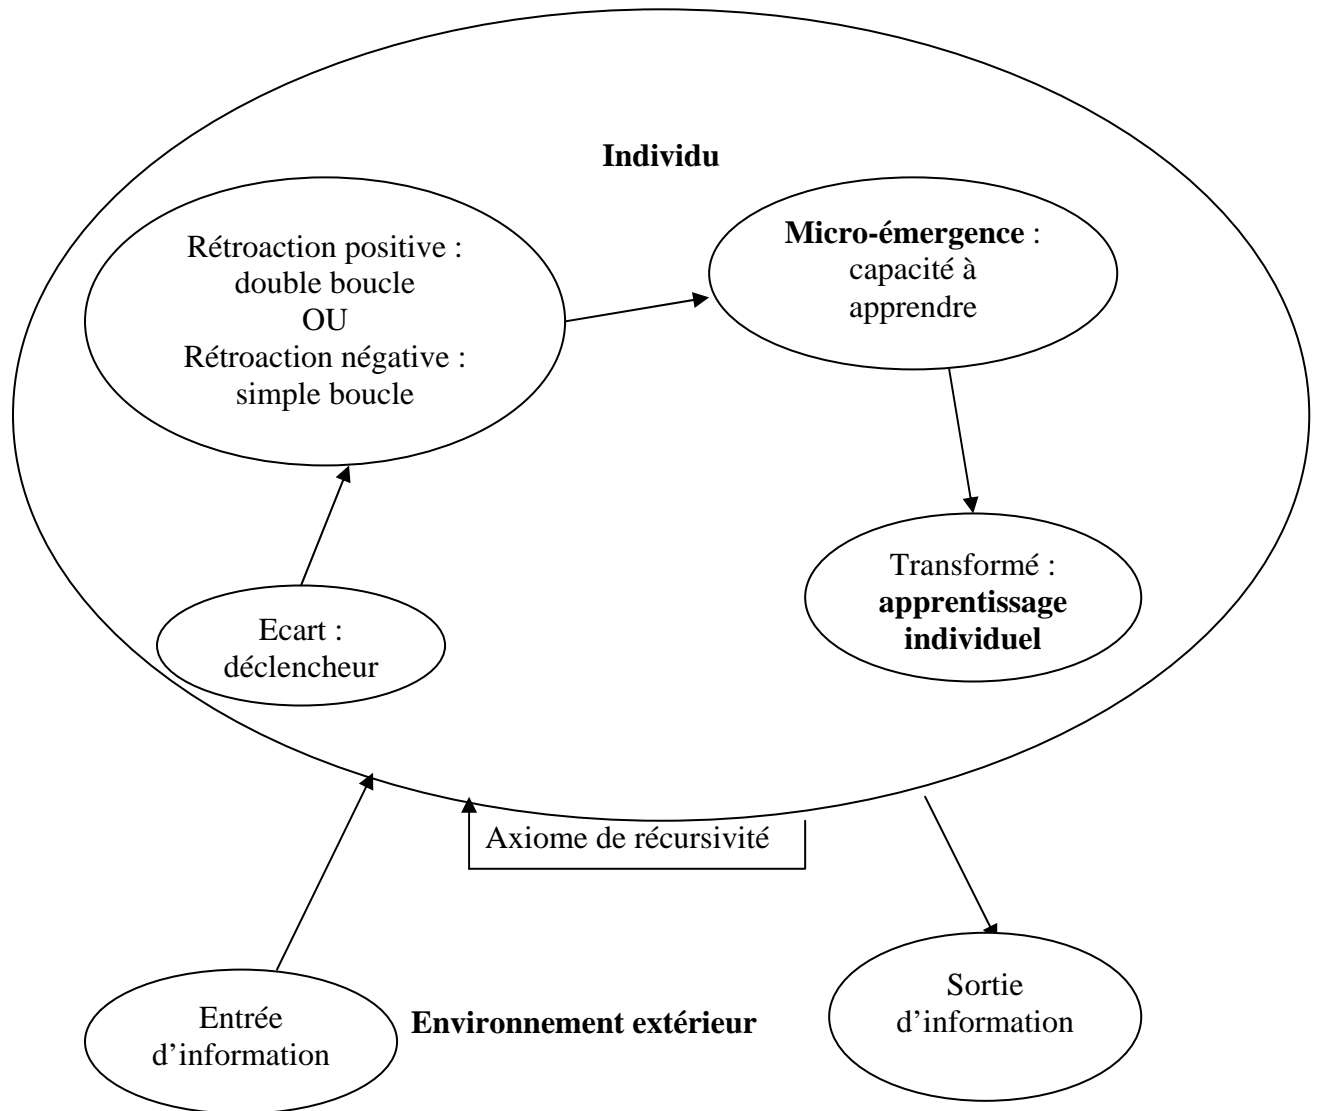 Individu
Rétroaction positive :
double boucle
OU
Rétroaction négative :
simple boucle
Micro-émergence :
capacité à
apprendre
Transformé :
apprentissage
individuel
Ecart :
déclencheur
Axiome de récursivité
Entrée
d’information
Environnement extérieur
Sortie
d’information